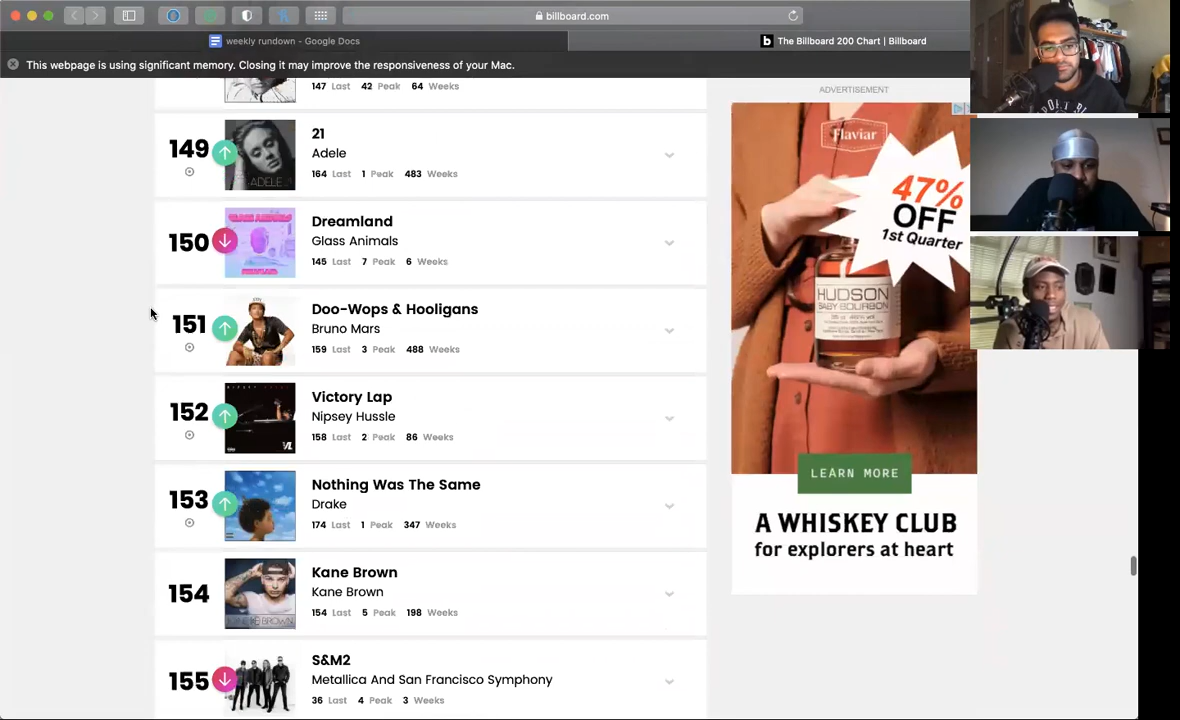 billboard.com
weekly rundown - Google Docs
b The Billboard 200 Chart | Billboard
This webpage is using significant memory. Closing it may improve the responsiveness of your Mac.
147 Last 42 Peak 64 Weeks
149
21
Adele
164 Last 1 Peak 483 Weeks
ADELE 21
150
Dreamland
Glass Animals
145 Last 7 Peak 6 Weeks
151
Doo-Wops & Hooligans
Bruno Mars
159 Last 3 Peak 488 Weeks
152
Victory Lap
Nipsey Hussle
158 Last 2 Peak 86 Weeks
153
Nothing Was The Same
Drake
174 Last 1 Peak 347 Weeks
154
Kane Brown
Kane Brown
154 Last 5 Peak 198 Weeks
KANE BROWN
155
S&M2
Metallica And San Francisco Symphony
36 Last 4 Peak 3 Weeks
ADVERTISEMENT
Flaviar
47%
OFF
1st Quarter
HUDSON
BABY BOURBON
LEARN MORE
A WHISKEY CLUB
for explorers at heart